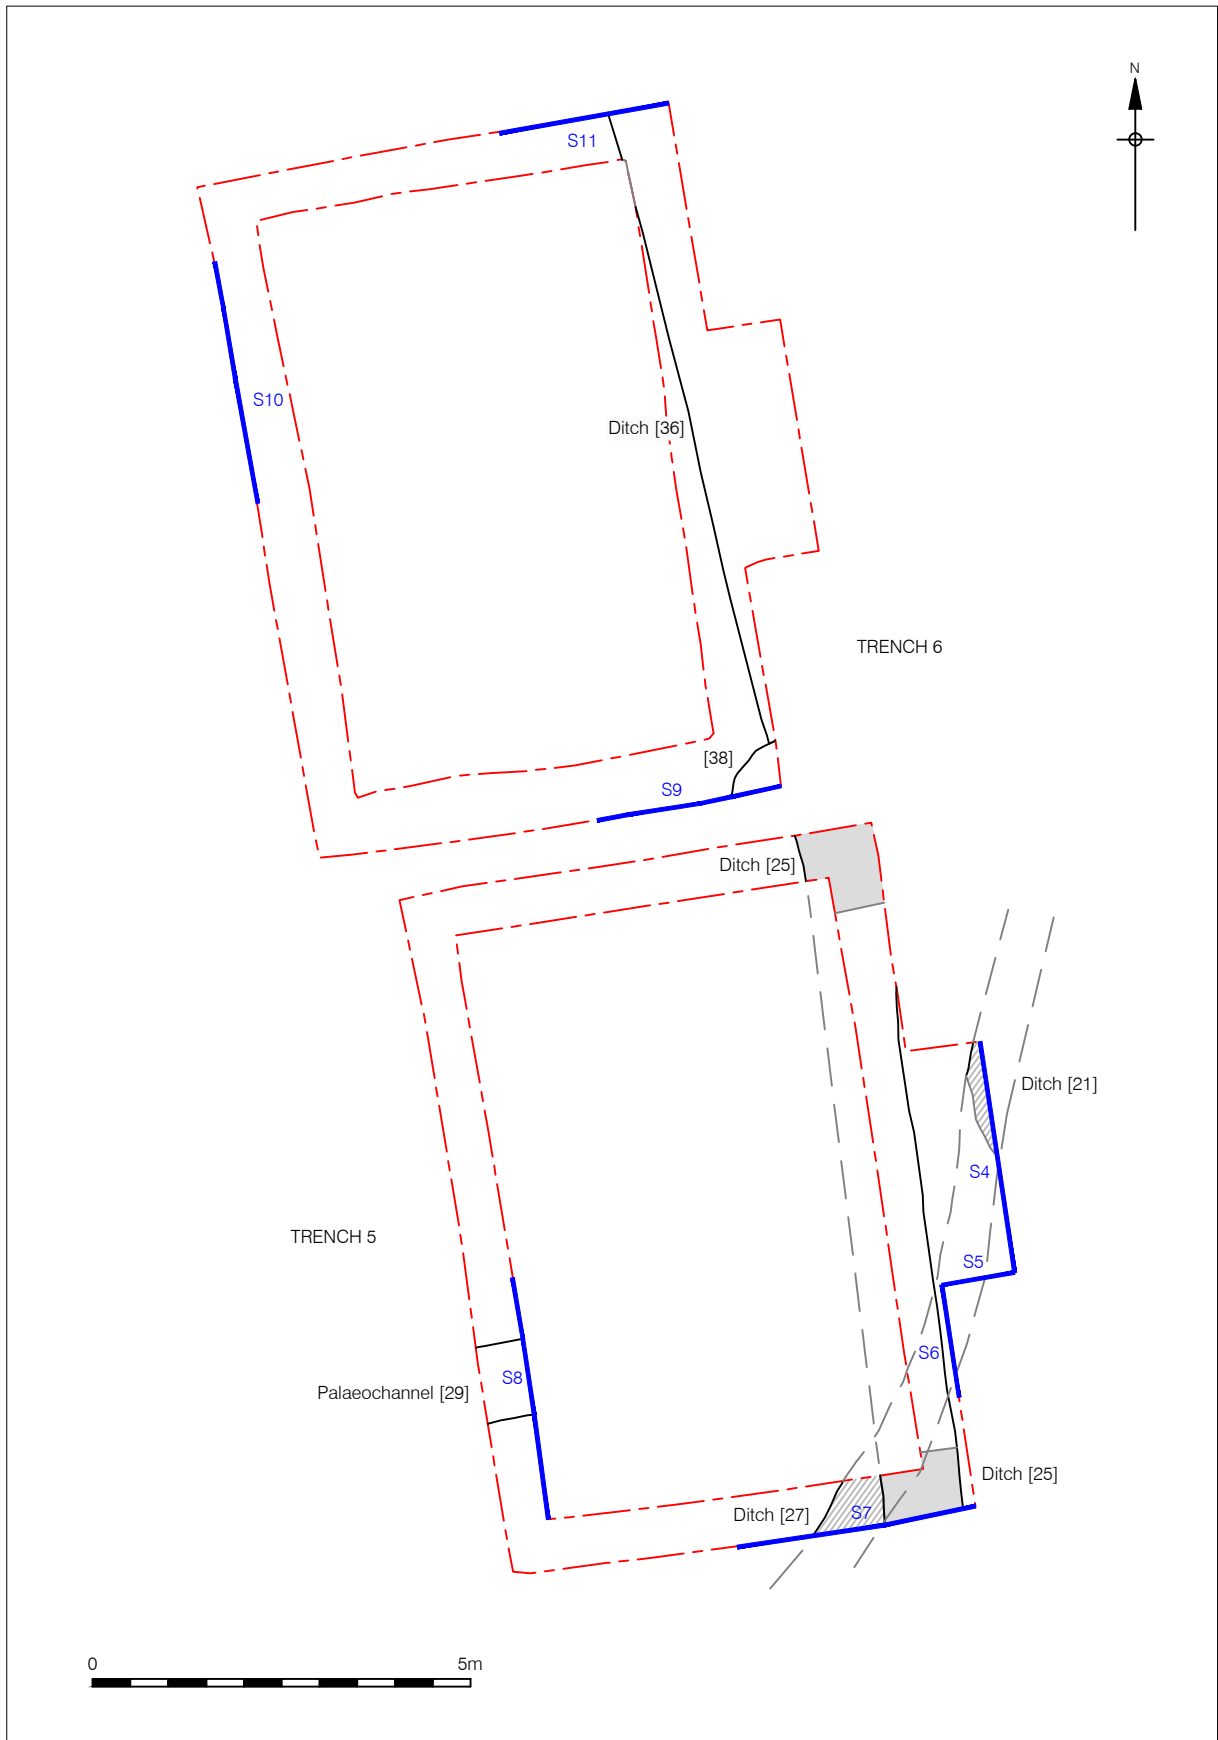 N
S11
S10
Ditch [36]
TRENCH 6
[38]
S9
Ditch [25]
Ditch [21]
S4
TRENCH 5
S5
S6
S8
Palaeochannel [29]
Ditch [25]
Ditch [27]
S7
0 5m